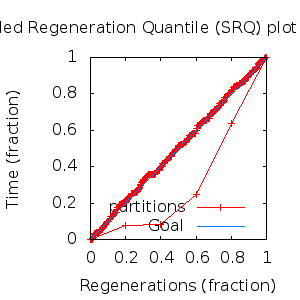 led Regeneration Quantile (SRQ) plot
1
0.8
0.6
0.4
0.2
0
0 0.2 0.4 0.6 0.8 1
Time (fraction)
Regenerations (fraction)
partitions
Goal